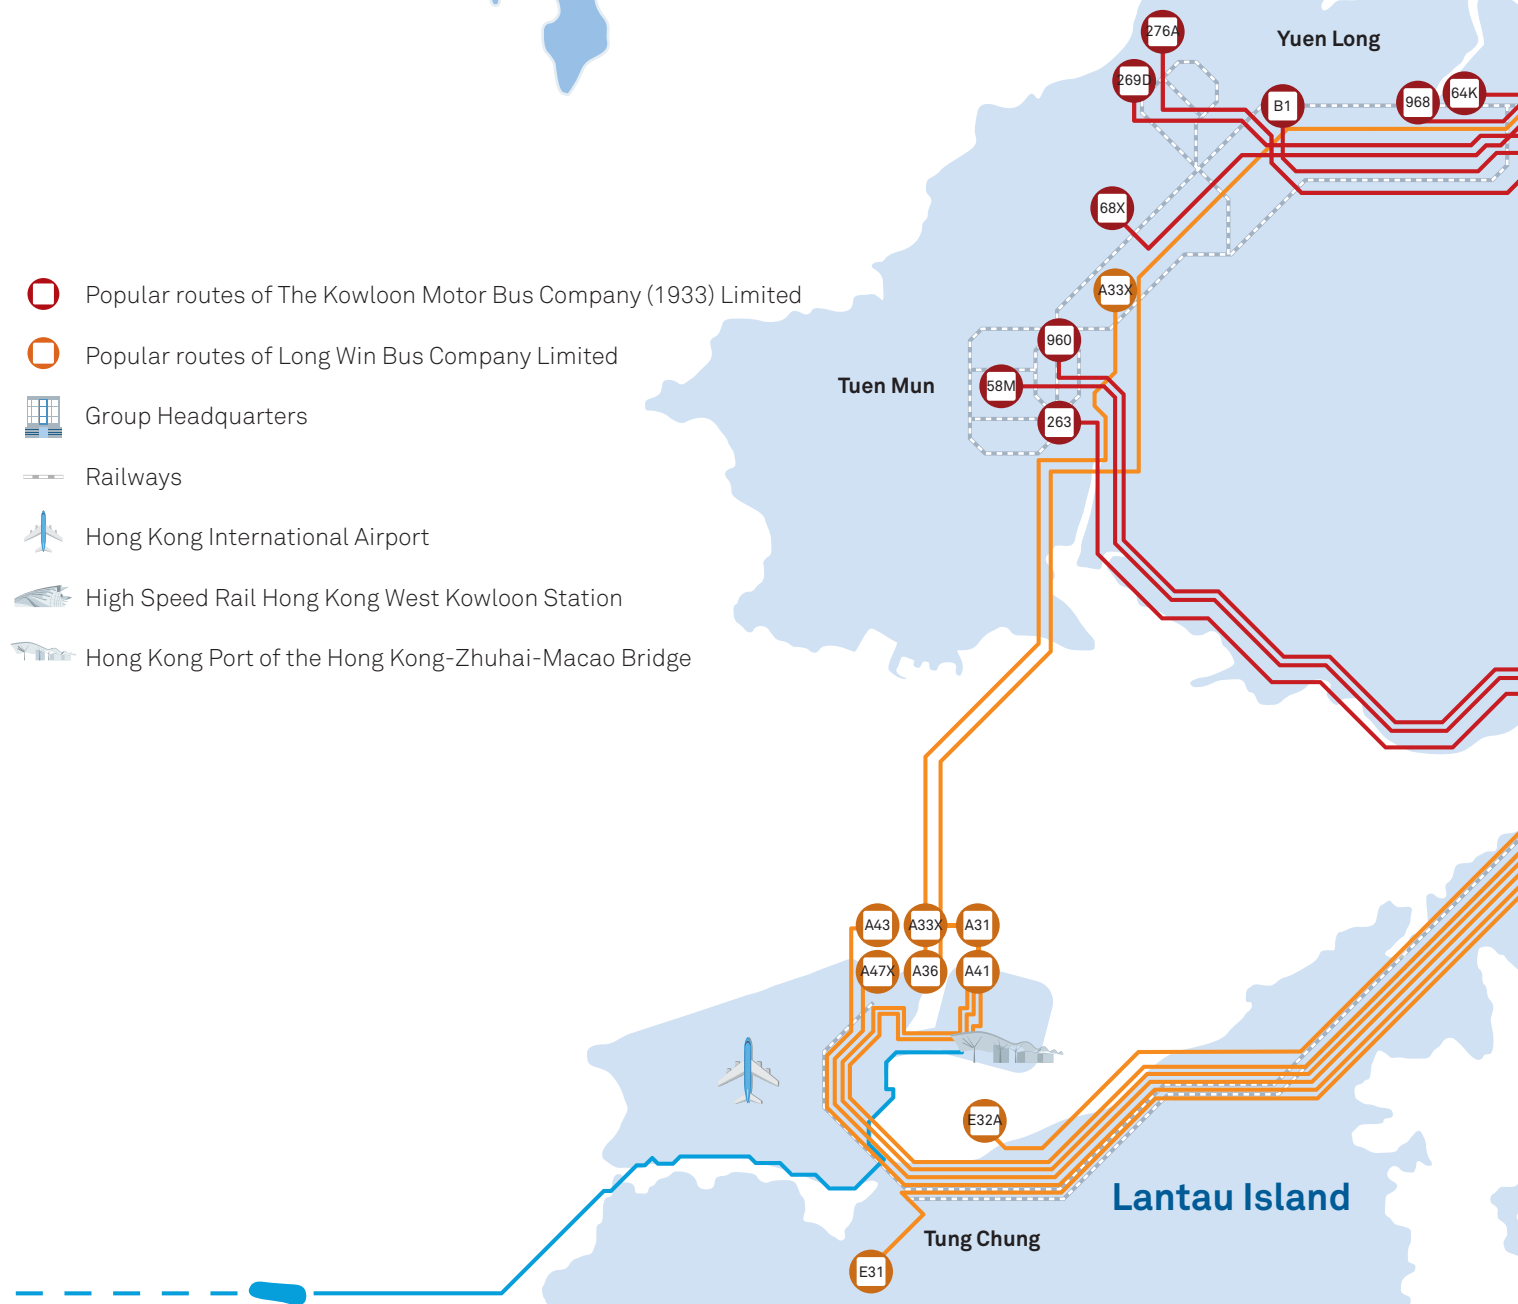 276A
Yuen Long
269D
B1
968
64K
68X
Popular routes of The Kowloon Motor Bus Company (1933) Limited
A33X
Popular routes of Long Win Bus Company Limited
960
Tuen Mun
58M
Group Headquarters
263
Railways
Hong Kong International Airport
High Speed Rail Hong Kong West Kowloon Station
Hong Kong Port of the Hong Kong-Zhuhai-Macao Bridge
A43
A33X
A31
A47X
A36
A41
E32A
Lantau Island
Tung Chung
E31